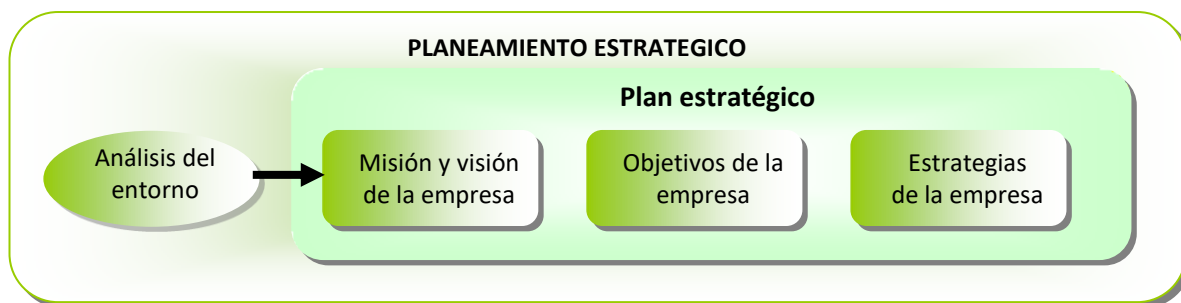 PLANEAMIENTO ESTRATEGICO
Plan estratégico
Análisis del
entorno
Misión y visión
de la empresa
Objetivos de la
empresa
Estrategias
de la empresa